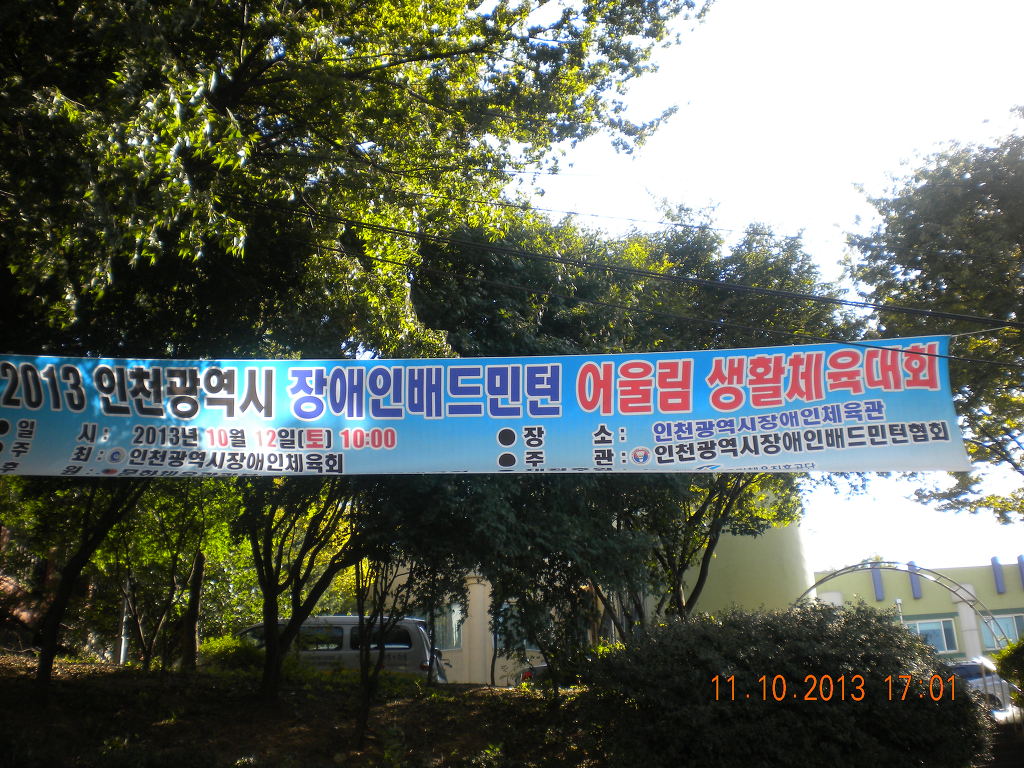 2013 인천광역시 장애인배드민턴 어울림 생활체육대회
● 일 시 : 2013년 10월 12일(토) 10:00
● 장 소 : 인천광역시장애인체육관
● 주 최 : 인천광역시장애인체육회
● 주 관 : 인천광역시장애인배드민턴협회
후 원 :
11.10.2013 17:01